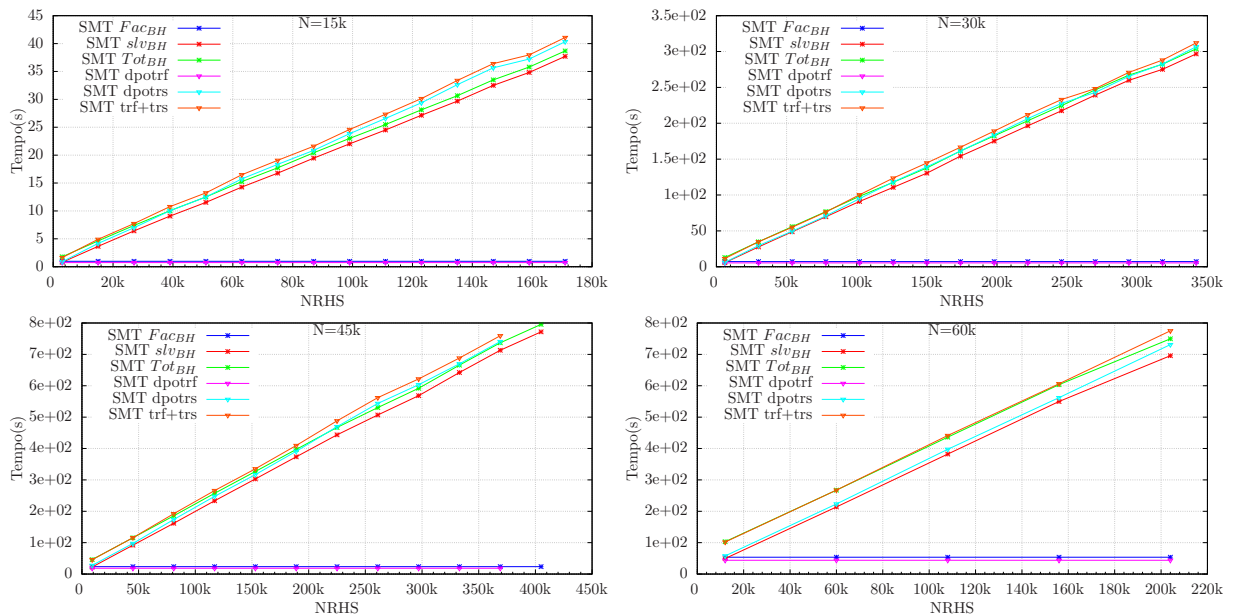 N=15k
SMT Fac_BH
SMT slv_BH
SMT Tot_BH
SMT dpotrf
SMT dpotrs
SMT trf+trs
Tempo(s)
45
40
35
30
25
20
15
10
5
0
0 20k 40k 60k 80k 100k 120k 140k 160k 180k
NRHS
N=30k
SMT Fac_BH
SMT slv_BH
SMT Tot_BH
SMT dpotrf
SMT dpotrs
SMT trf+trs
Tempo(s)
3.5e+02
3e+02
2.5e+02
2e+02
1.5e+02
1e+02
50
0
0 50k 100k 150k 200k 250k 300k 350k
NRHS
N=45k
SMT Fac_BH
SMT slv_BH
SMT Tot_BH
SMT dpotrf
SMT dpotrs
SMT trf+trs
Tempo(s)
8e+02
7e+02
6e+02
5e+02
4e+02
3e+02
2e+02
1e+02
0
0 50k 100k 150k 200k 250k 300k 350k 400k 450k
NRHS
N=60k
SMT Fac_BH
SMT slv_BH
SMT Tot_BH
SMT dpotrf
SMT dpotrs
SMT trf+trs
Tempo(s)
8e+02
7e+02
6e+02
5e+02
4e+02
3e+02
2e+02
1e+02
0
0 20k 40k 60k 80k 100k 120k 140k 160k 180k 200k 220k
NRHS